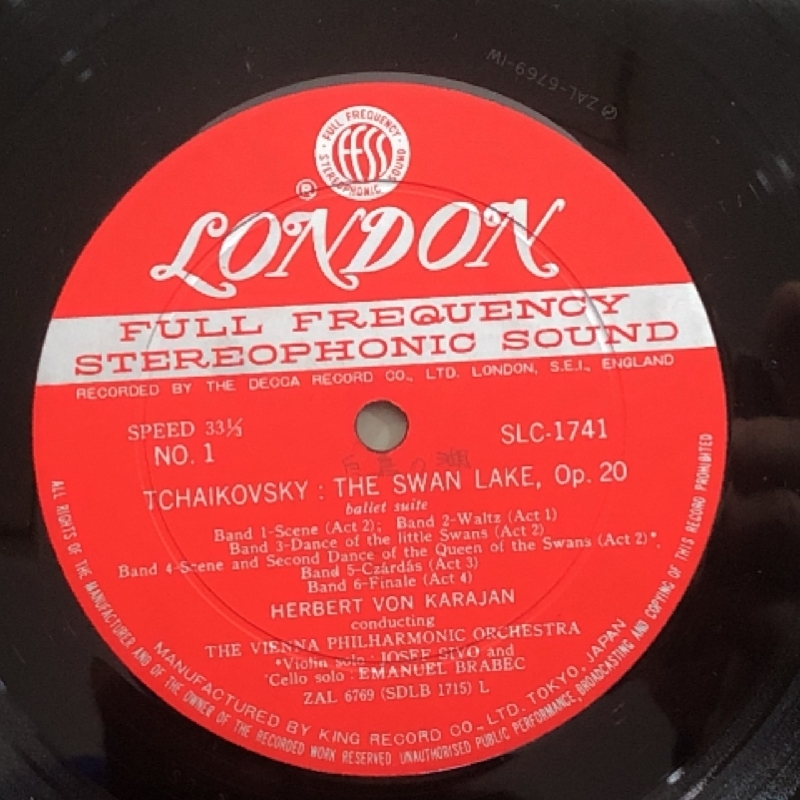 ℗ ZAL-6769-1W
FULL FREQUENCY
ffss
STEREOPHONIC SOUND
®
LONDON
FULL FREQUENCY
STEREOPHONIC SOUND
RECORDED BY THE DECCA RECORD CO., LTD. LONDON, S.E.I., ENGLAND
SPEED 33⅓
SLC-1741
NO. 1
白鳥の湖
TCHAIKOVSKY : THE SWAN LAKE, Op. 20
ballet suite
Band 1-Scene (Act 2); Band 2-Waltz (Act 1)
Band 3-Dance of the little Swans (Act 2)
Band 4-Scene and Second Dance of the Queen of the Swans (Act 2)*.
Band 5-Czárdás (Act 3)
Band 6-Finale (Act 4)
HERBERT VON KARAJAN
conducting
THE VIENNA PHILHARMONIC ORCHESTRA
*Violin solo : JOSEF SIVO and
*Cello solo : EMANUEL BRABEC
ZAL 6769 (SDLB 1715) L
MANUFACTURED BY KING RECORD CO.-LTD. TOKYO, JAPAN
ALL RIGHTS OF THE MANUFACTURER AND OF THE OWNER OF THE RECORDED WORK RESERVED UNAUTHORISED PUBLIC PERFORMANCE, BROADCASTING AND COPYING OF THIS RECORD PROHIBITED